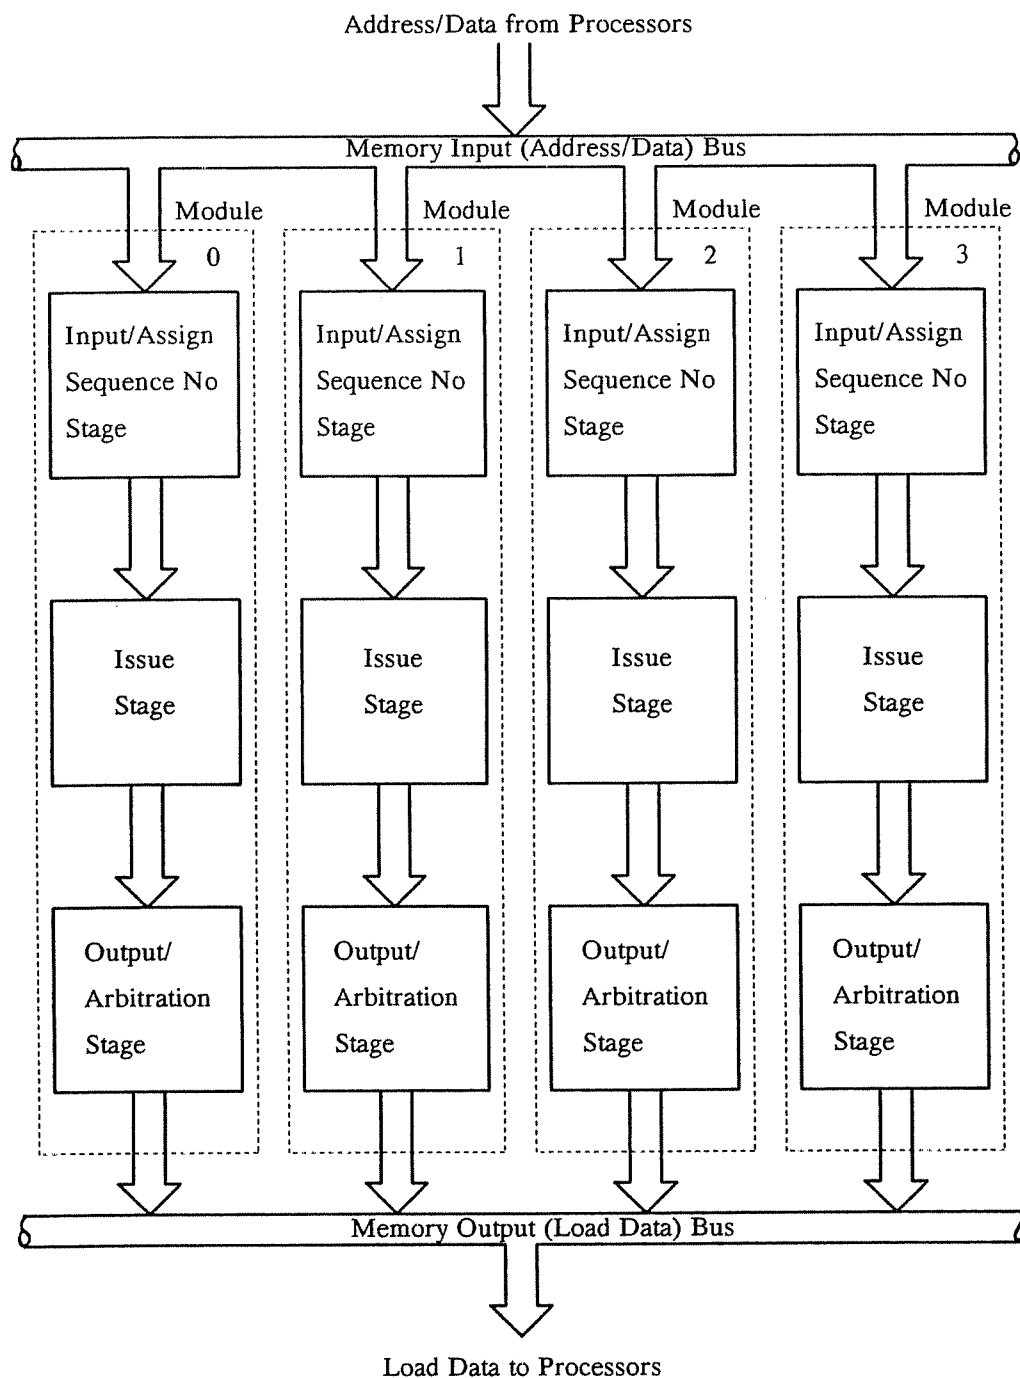 Address/Data from Processors
Memory Input (Address/Data) Bus
Module
0
Module
1
Module
2
Module
3
Input/Assign
Sequence No
Stage
Input/Assign
Sequence No
Stage
Input/Assign
Sequence No
Stage
Input/Assign
Sequence No
Stage
Issue
Stage
Issue
Stage
Issue
Stage
Issue
Stage
Output/
Arbitration
Stage
Output/
Arbitration
Stage
Output/
Arbitration
Stage
Output/
Arbitration
Stage
Memory Output (Load Data) Bus
Load Data to Processors